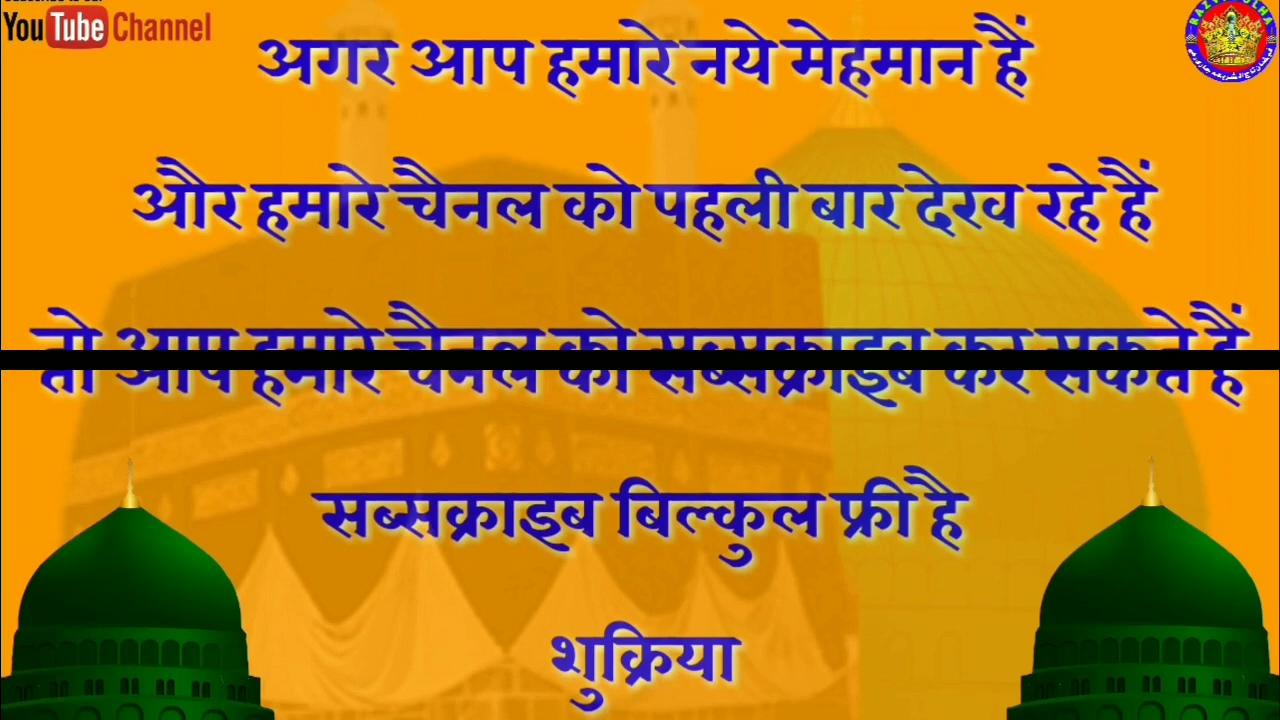 YouTube Channel
अगर आप हमारे नये मेहमान हैं
और हमारे चैनल को पहली बार देख रहे हैं
तो आप हमारे चैनल को सब्सक्राइब कर सकते हैं
सब्सक्राइब बिल्कुल फ्री है
शुक्रिया